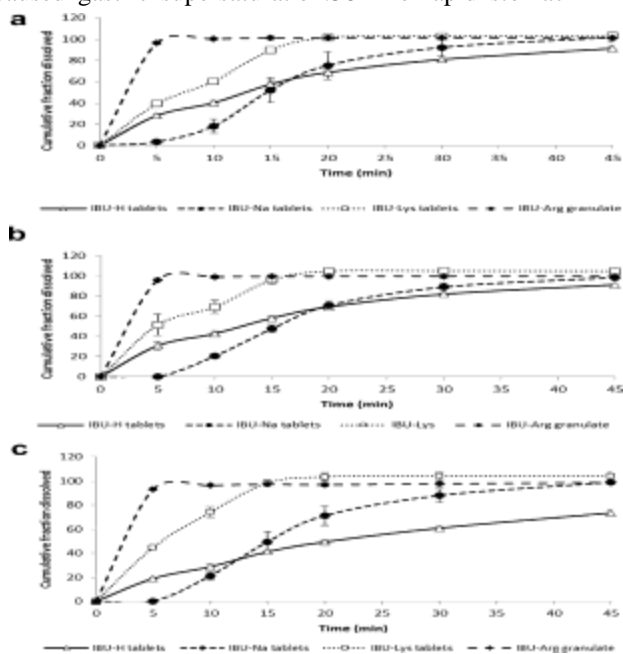 a
120
100
80
60
40
20
0
Cumulative fraction dissolved
0 5 10 15 20 25 30 35 40 45
Time (min)
IBU-H tablets IBU-Na tablets IBU-Lys tablets IBU-Arg granulate
b
120
100
80
60
40
20
0
Cumulative fraction dissolved
0 5 10 15 20 25 30 35 40 45
Time (min)
IBU-H tablets IBU-Na tablets IBU-Lys IBU-Arg granulate
c
120
100
80
60
40
20
0
Cumulative fraction dissolved
0 5 10 15 20 25 30 35 40 45
Time (min)
IBU-H tablets IBU-Na tablets IBU-Lys tablets IBU-Arg granulate